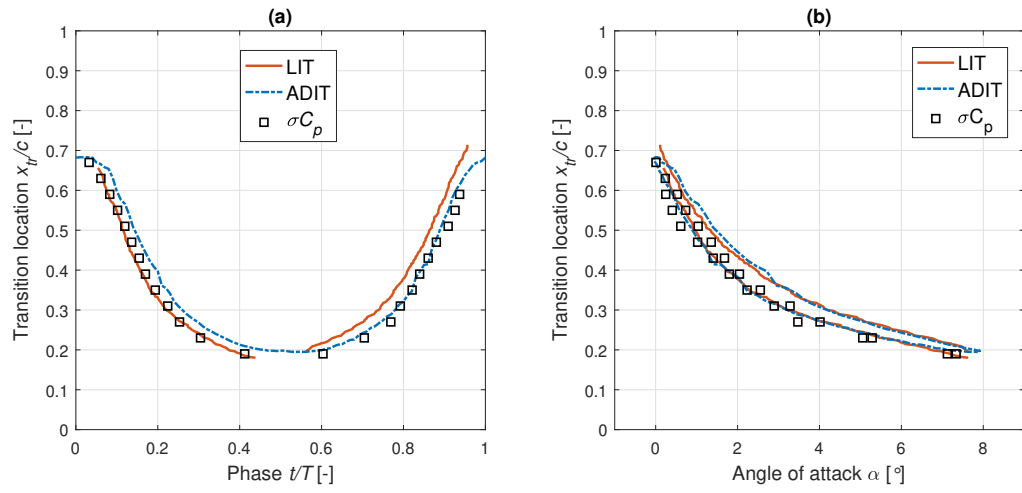 (a)
LIT
ADIT
σC_p
1
0.9
0.8
0.7
0.6
0.5
0.4
0.3
0.2
0.1
0
Transition location x_tr/c [-]
0 0.2 0.4 0.6 0.8 1
Phase t/T [-]
(b)
LIT
ADIT
σC_p
1
0.9
0.8
0.7
0.6
0.5
0.4
0.3
0.2
0.1
0
Transition location x_tr/c [-]
0 2 4 6 8
Angle of attack α [°]